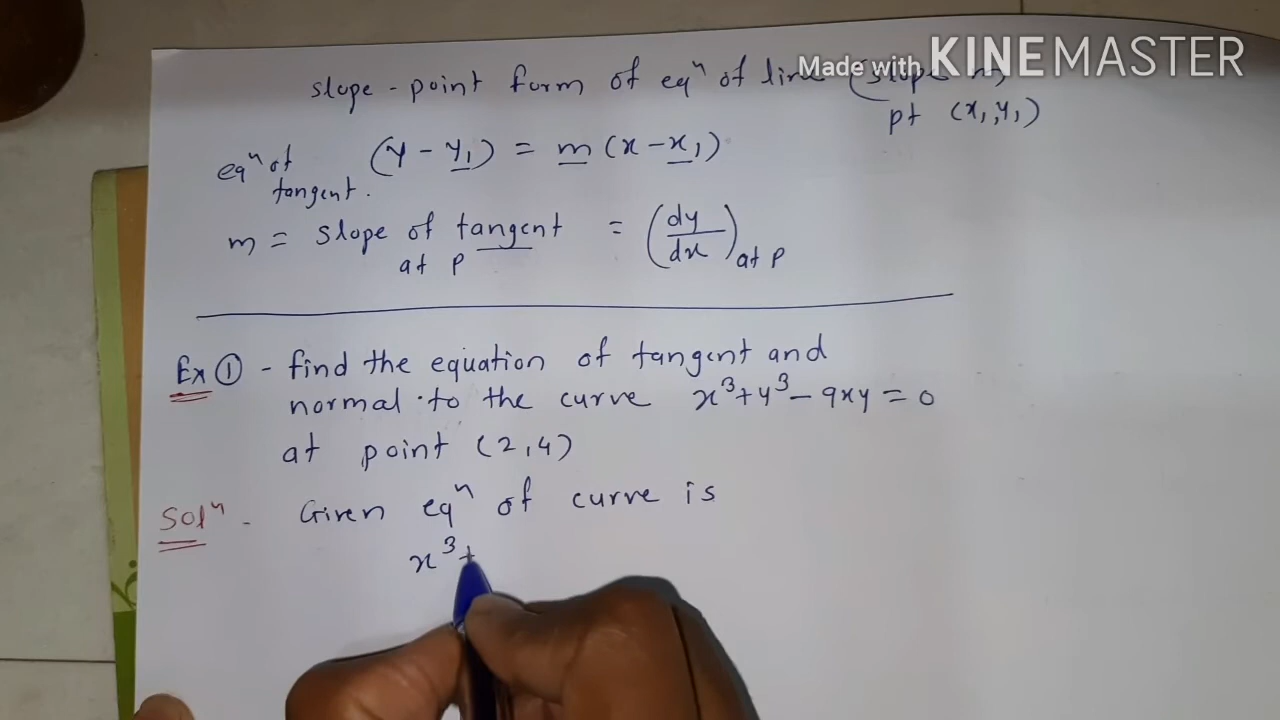 Made with KINEMASTER
slope - point form of eqⁿ of line (slope m
pt (x₁, y₁)
eqⁿ of (y - y₁) = m (x - x₁)
tangent.
m = slope of tangent = (dy/dx) at P
at P
Ex ① - find the equation of tangent and
normal to the curve x³ + y³ - 9xy = 0
at point (2,4)
Solⁿ - Given eqⁿ of curve is
x³ +